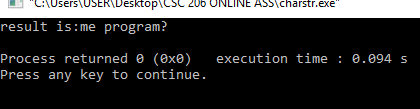 "C:\Users\USER\Desktop\CSC 206 ONLINE ASS\charstr.exe"
result is:me program?
Process returned 0 (0x0)   execution time : 0.094 s
Press any key to continue.